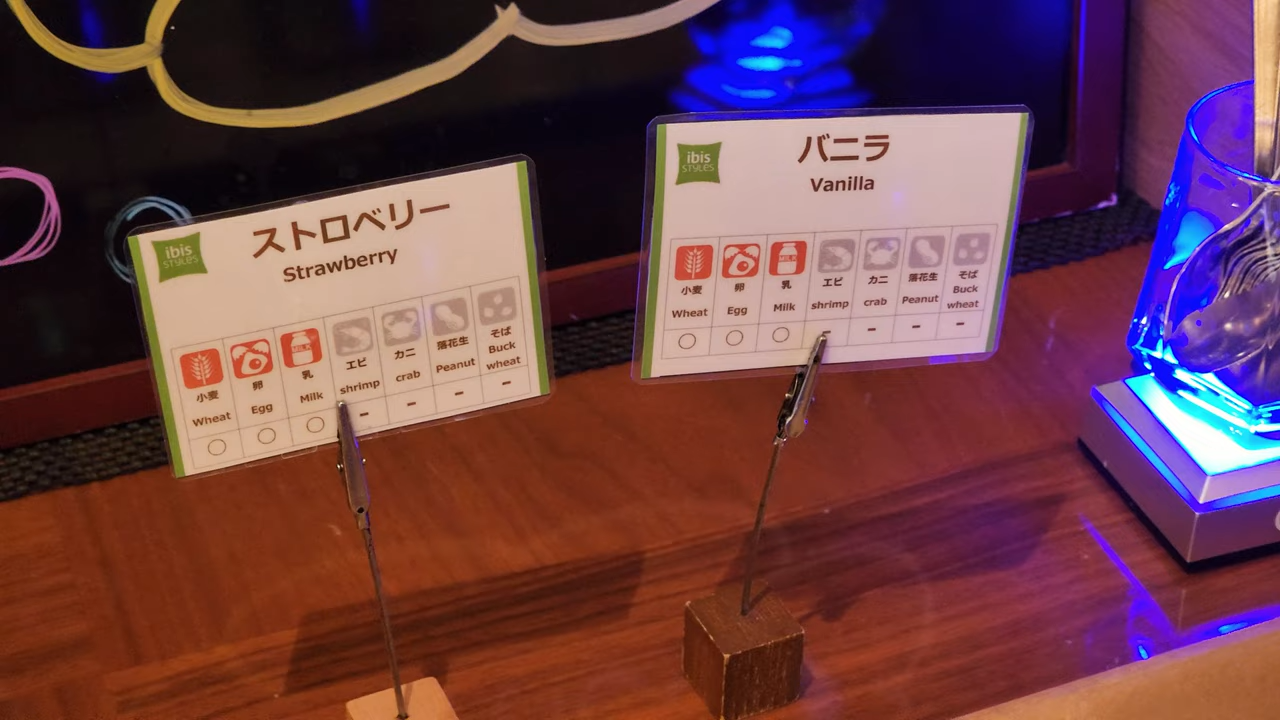 ibis
STYLES
ストロベリー
Strawberry
小麦 卵 乳 エビ カニ 落花生 そば
Wheat Egg Milk shrimp crab Peanut Buck wheat
○ ○ ○ - - - -
ibis
STYLES
バニラ
Vanilla
小麦 卵 乳 エビ カニ 落花生 そば
Wheat Egg Milk shrimp crab Peanut Buck wheat
○ ○ ○ - - - -